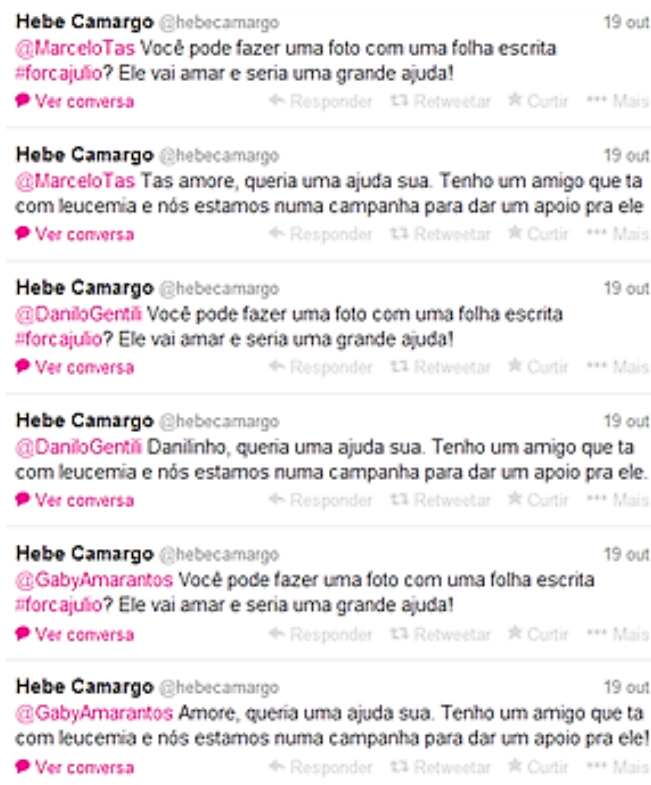 Hebe Camargo @hebecamargo 19 out
@MarceloTas Você pode fazer uma foto com uma folha escrita
#forcajulio? Ele vai amar e seria uma grande ajuda!
Ver conversa Responder Retweetar Curtir Mais
Hebe Camargo @hebecamargo 19 out
@MarceloTas Tas amore, queria uma ajuda sua. Tenho um amigo que ta
com leucemia e nós estamos numa campanha para dar um apoio pra ele
Ver conversa Responder Retweetar Curtir Mais
Hebe Camargo @hebecamargo 19 out
@DaniloGentili Você pode fazer uma foto com uma folha escrita
#forcajulio? Ele vai amar e seria uma grande ajuda!
Ver conversa Responder Retweetar Curtir Mais
Hebe Camargo @hebecamargo 19 out
@DaniloGentili Danilinho, queria uma ajuda sua. Tenho um amigo que ta
com leucemia e nós estamos numa campanha para dar um apoio pra ele.
Ver conversa Responder Retweetar Curtir Mais
Hebe Camargo @hebecamargo 19 out
@GabyAmarantos Você pode fazer uma foto com uma folha escrita
#forcajulio? Ele vai amar e seria uma grande ajuda!
Ver conversa Responder Retweetar Curtir Mais
Hebe Camargo @hebecamargo 19 out
@GabyAmarantos Amore, queria uma ajuda sua. Tenho um amigo que ta
com leucemia e nós estamos numa campanha para dar um apoio pra ele!
Ver conversa Responder Retweetar Curtir Mais